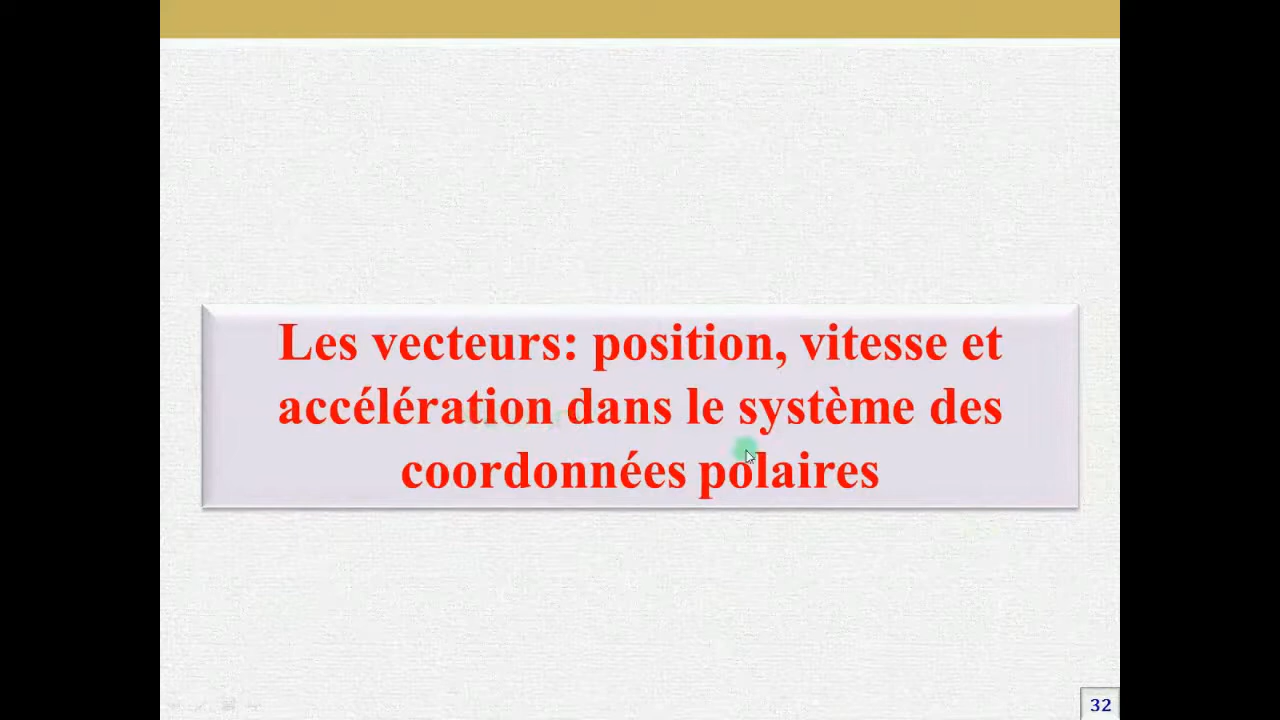 Les vecteurs: position, vitesse et
accélération dans le système des
coordonnées polaires
32